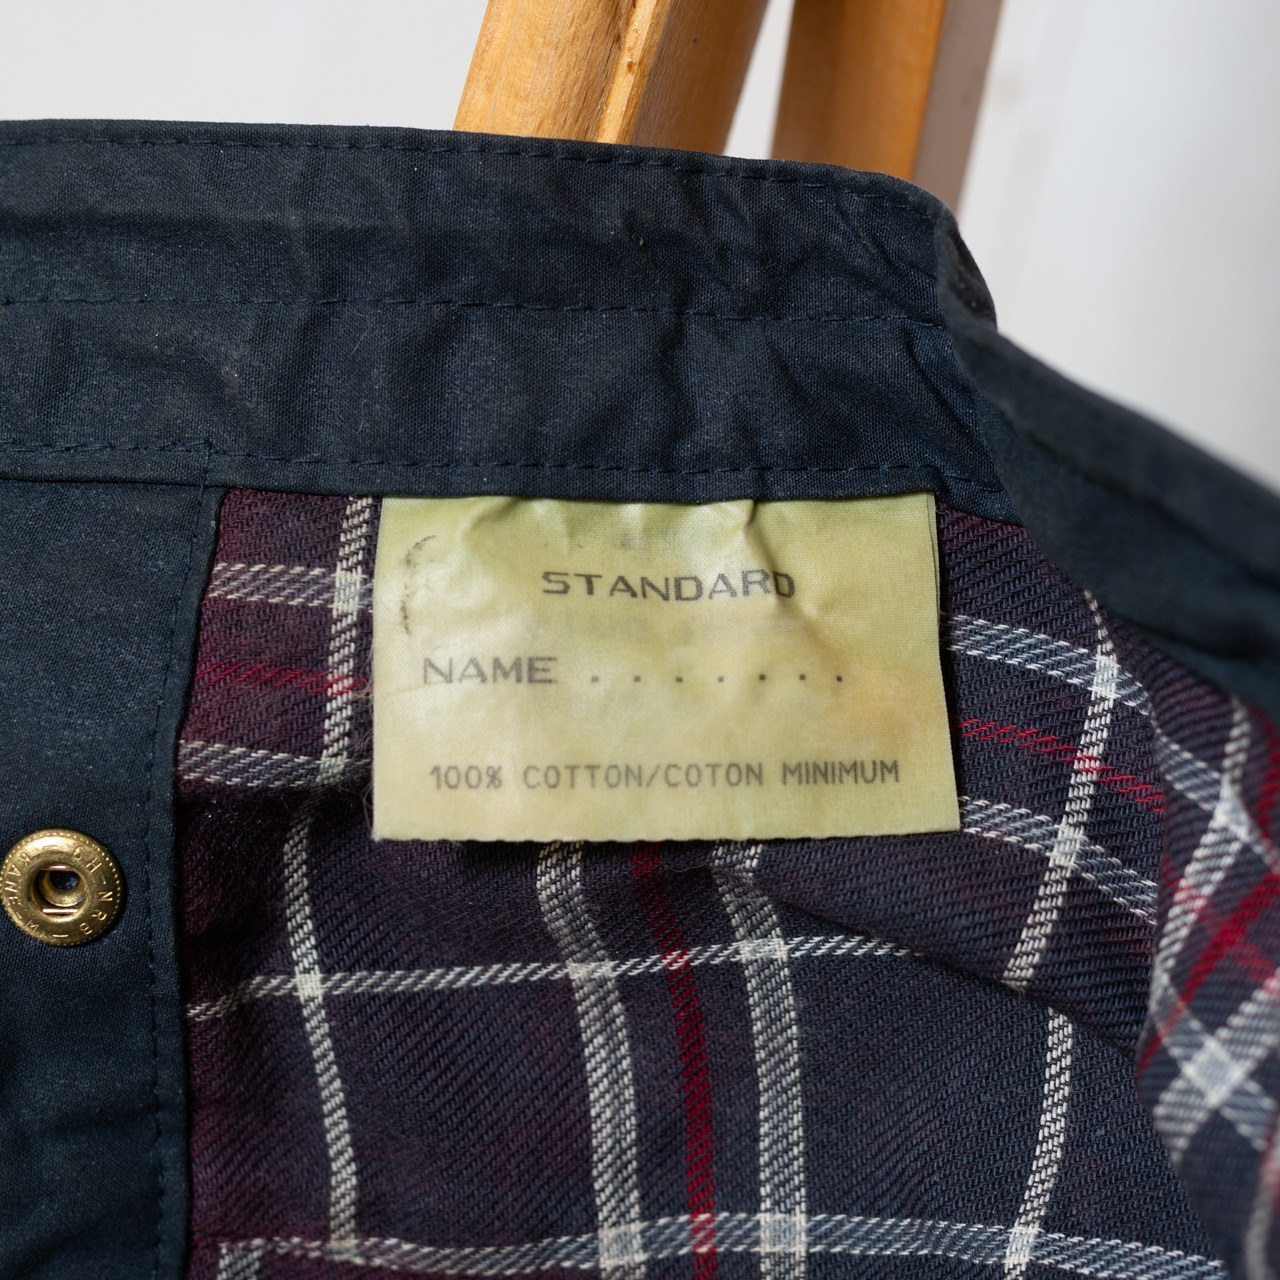 STANDARD
NAME . . . . . . .
100% COTTON/COTON MINIMUM